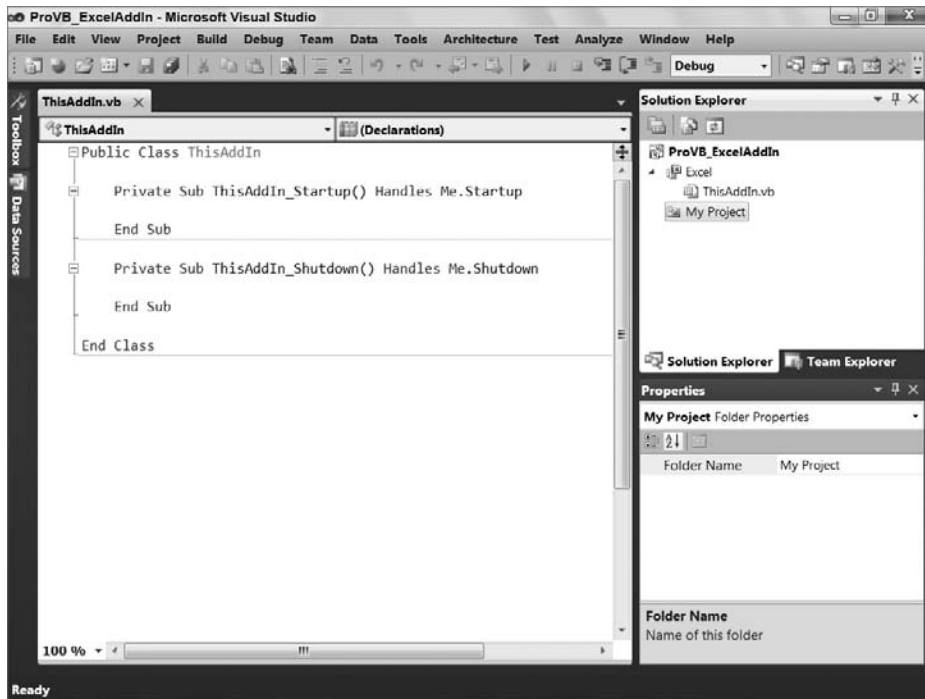 ProVB_ExcelAddIn - Microsoft Visual Studio
File Edit View Project Build Debug Team Data Tools Architecture Test Analyze Window Help
Debug
Toolbox
Data Sources
ThisAddIn.vb
ThisAddIn
(Declarations)
Public Class ThisAddIn
Private Sub ThisAddIn_Startup() Handles Me.Startup
End Sub
Private Sub ThisAddIn_Shutdown() Handles Me.Shutdown
End Sub
End Class
100 %
Solution Explorer
ProVB_ExcelAddIn
Excel
ThisAddIn.vb
My Project
Solution Explorer
Team Explorer
Properties
My Project Folder Properties
Folder Name My Project
Folder Name
Name of this folder
Ready